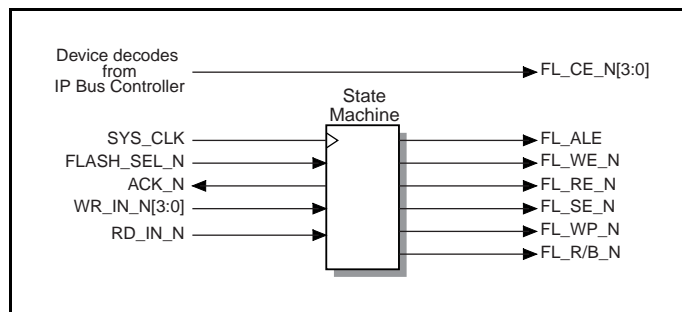 Device decodes
from
IP Bus Controller
FL_CE_N[3:0]
State
Machine
SYS_CLK
FLASH_SEL_N
ACK_N
WR_IN_N[3:0]
RD_IN_N
FL_ALE
FL_WE_N
FL_RE_N
FL_SE_N
FL_WP_N
FL_R/B_N